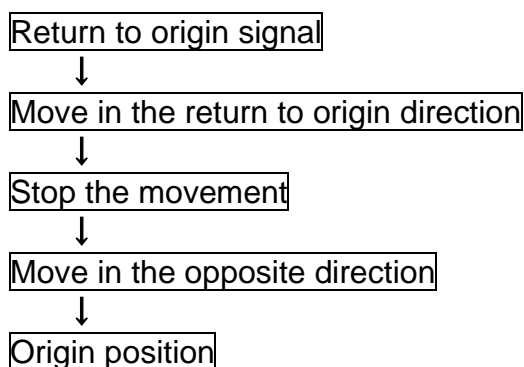 Return to origin signal
↓
Move in the return to origin direction
↓
Stop the movement
↓
Move in the opposite direction
↓
Origin position